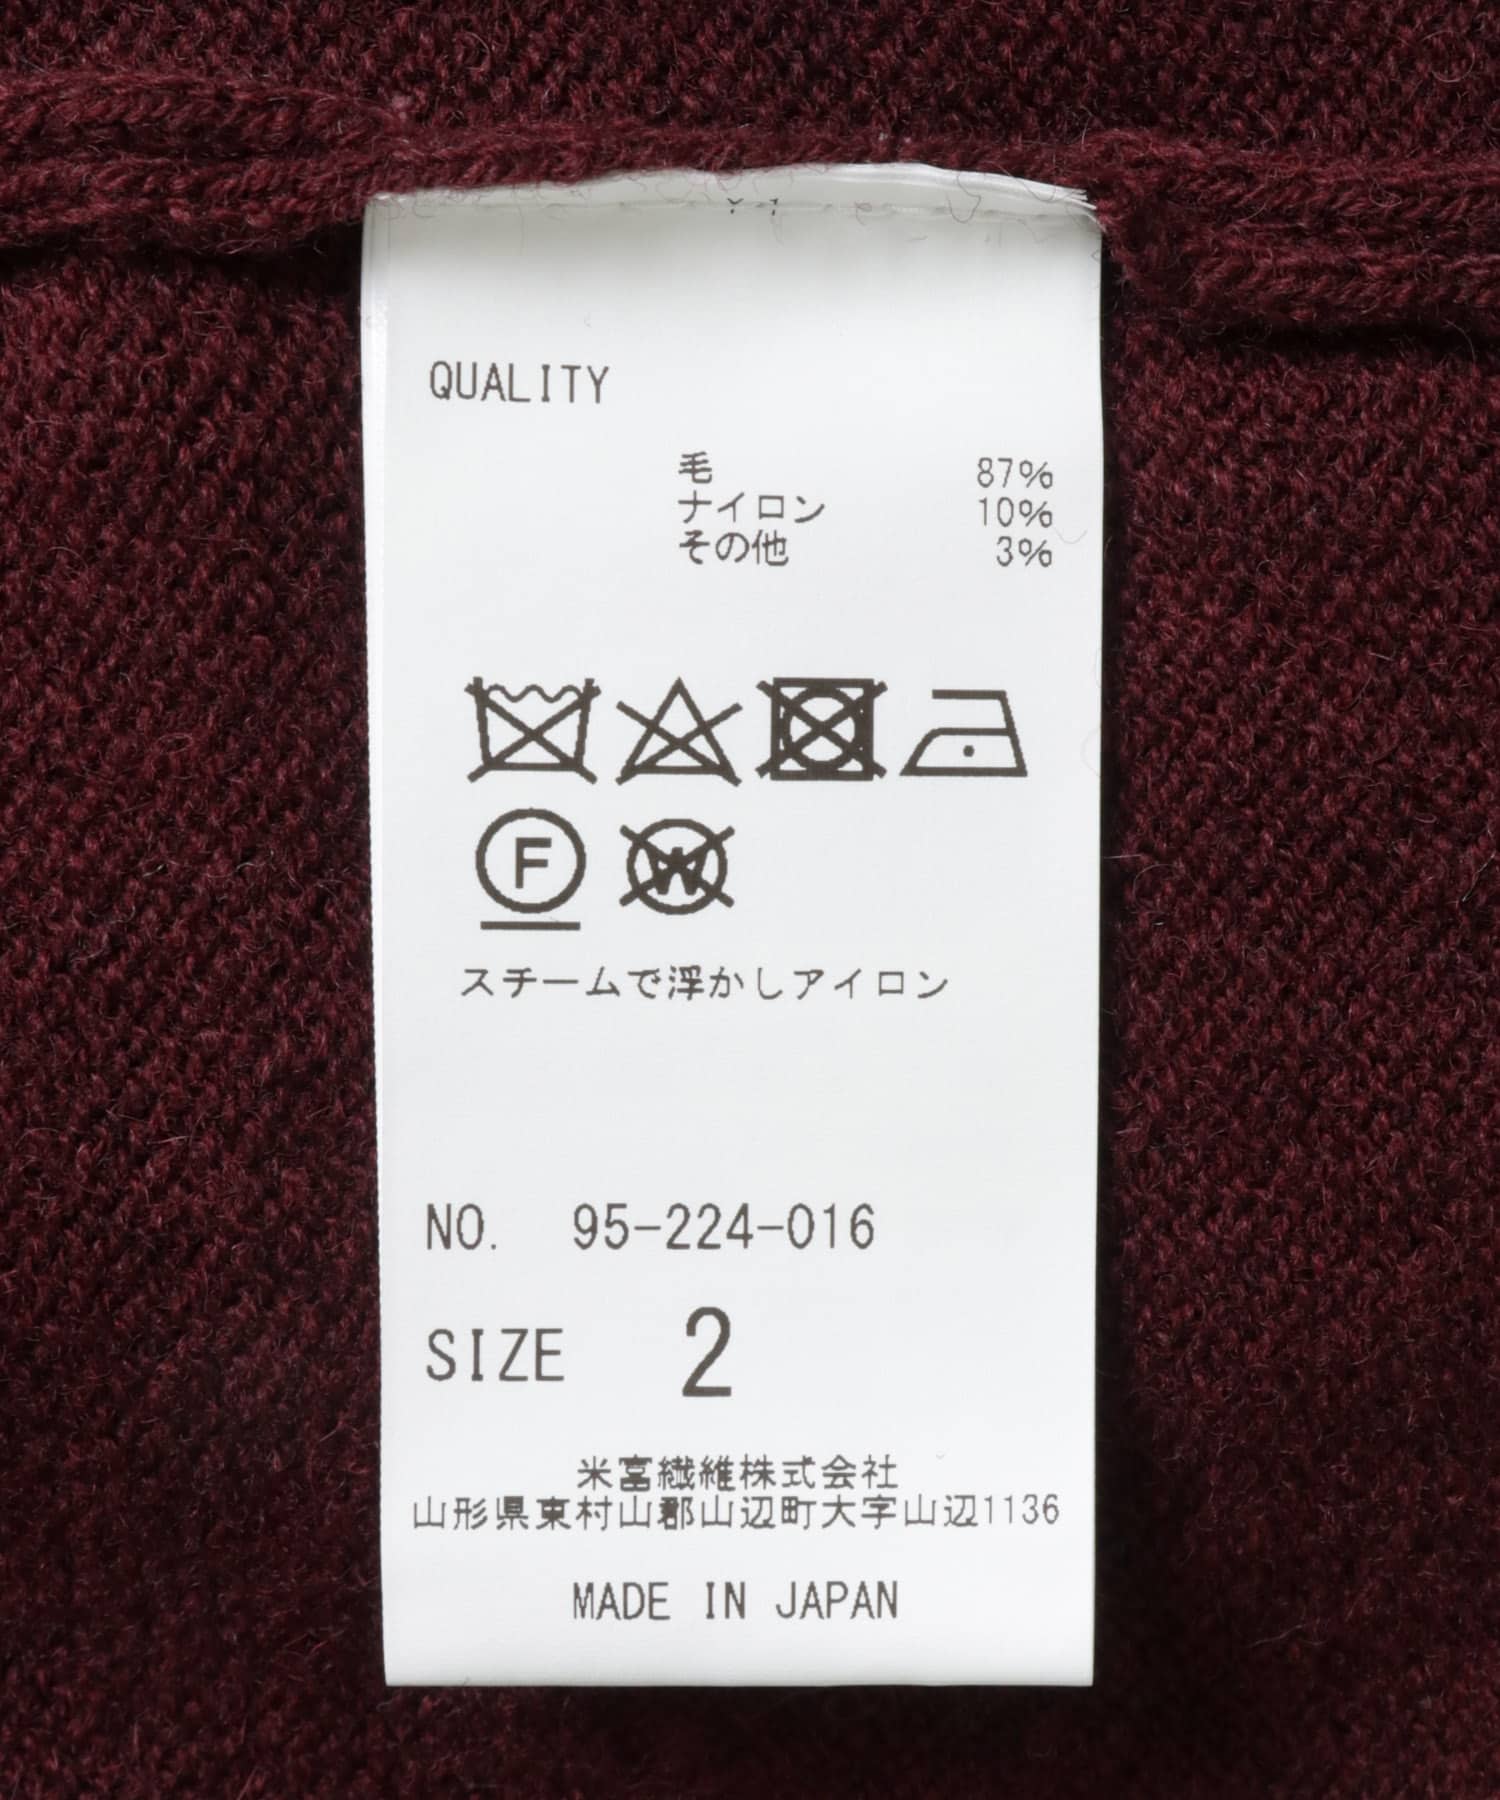 QUALITY
毛 87%
ナイロン 10%
その他 3%
F
W
スチームで浮かしアイロン
NO. 95-224-016
SIZE 2
米富繊維株式会社
山形県東村山郡山辺町大字山辺1136
MADE IN JAPAN